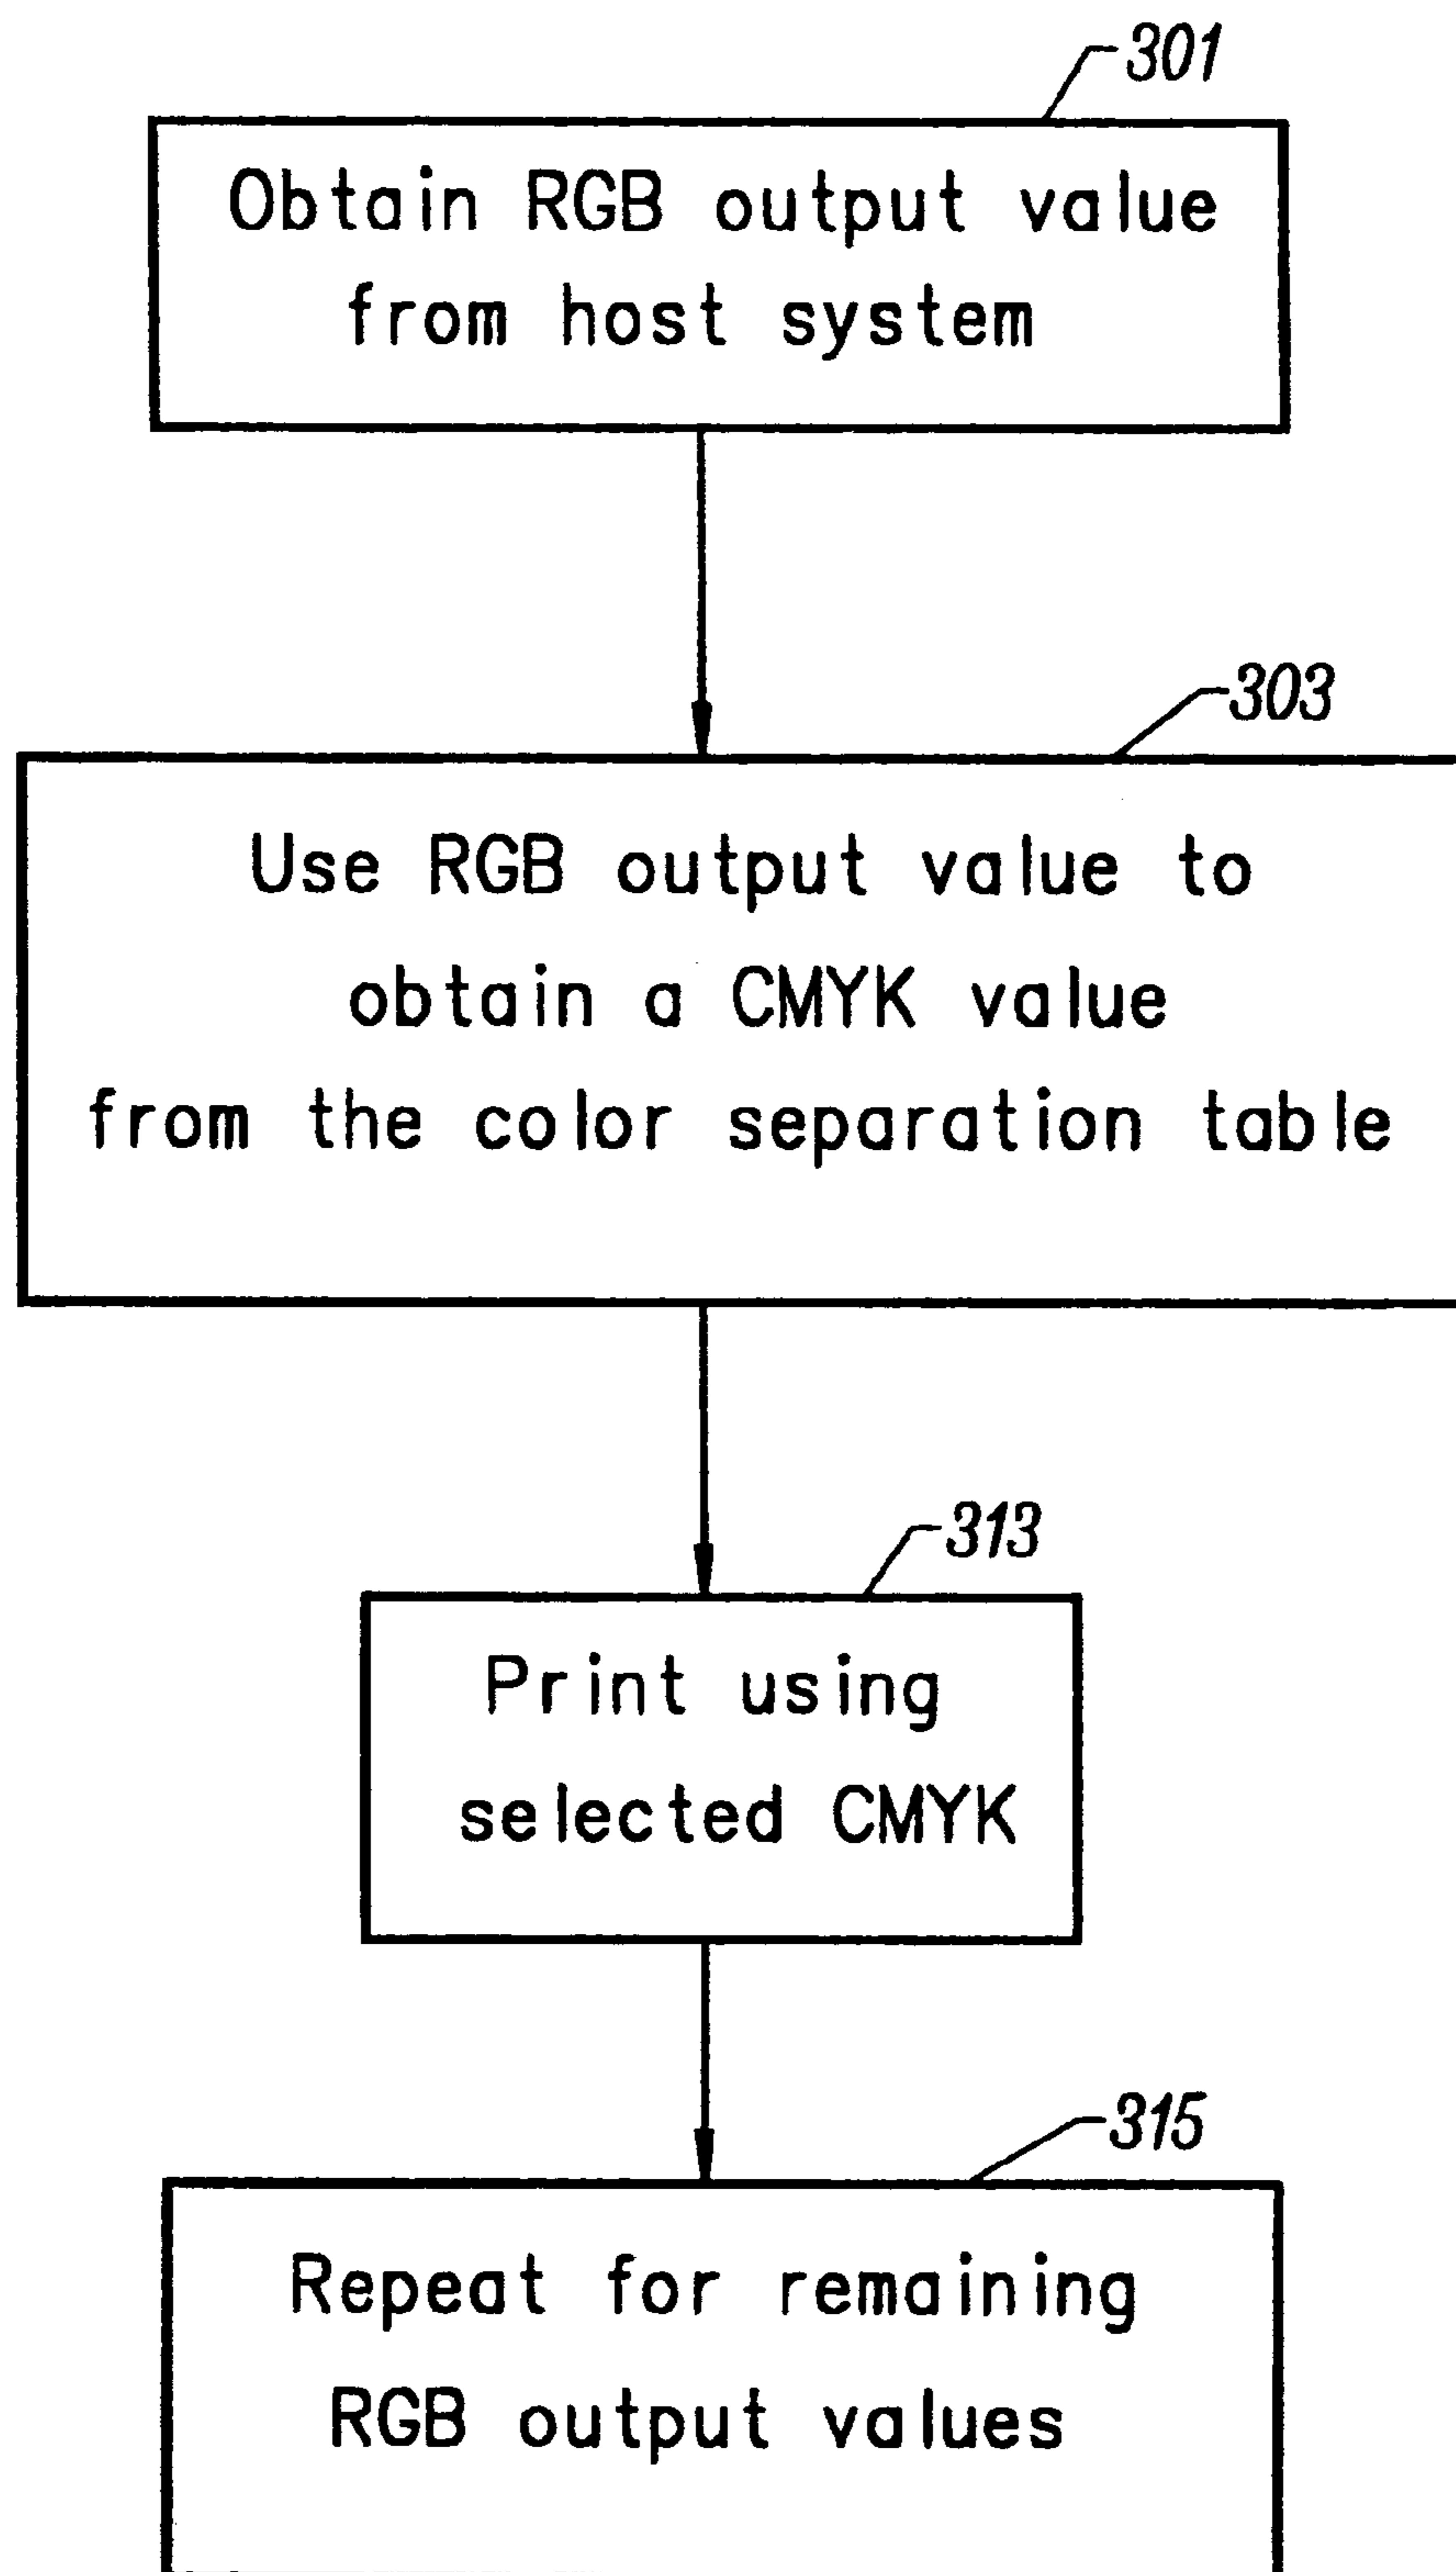 301
Obtain RGB output value
from host system
303
Use RGB output value to
obtain a CMYK value
from the color separation table
313
Print using
selected CMYK
315
Repeat for remaining
RGB output values